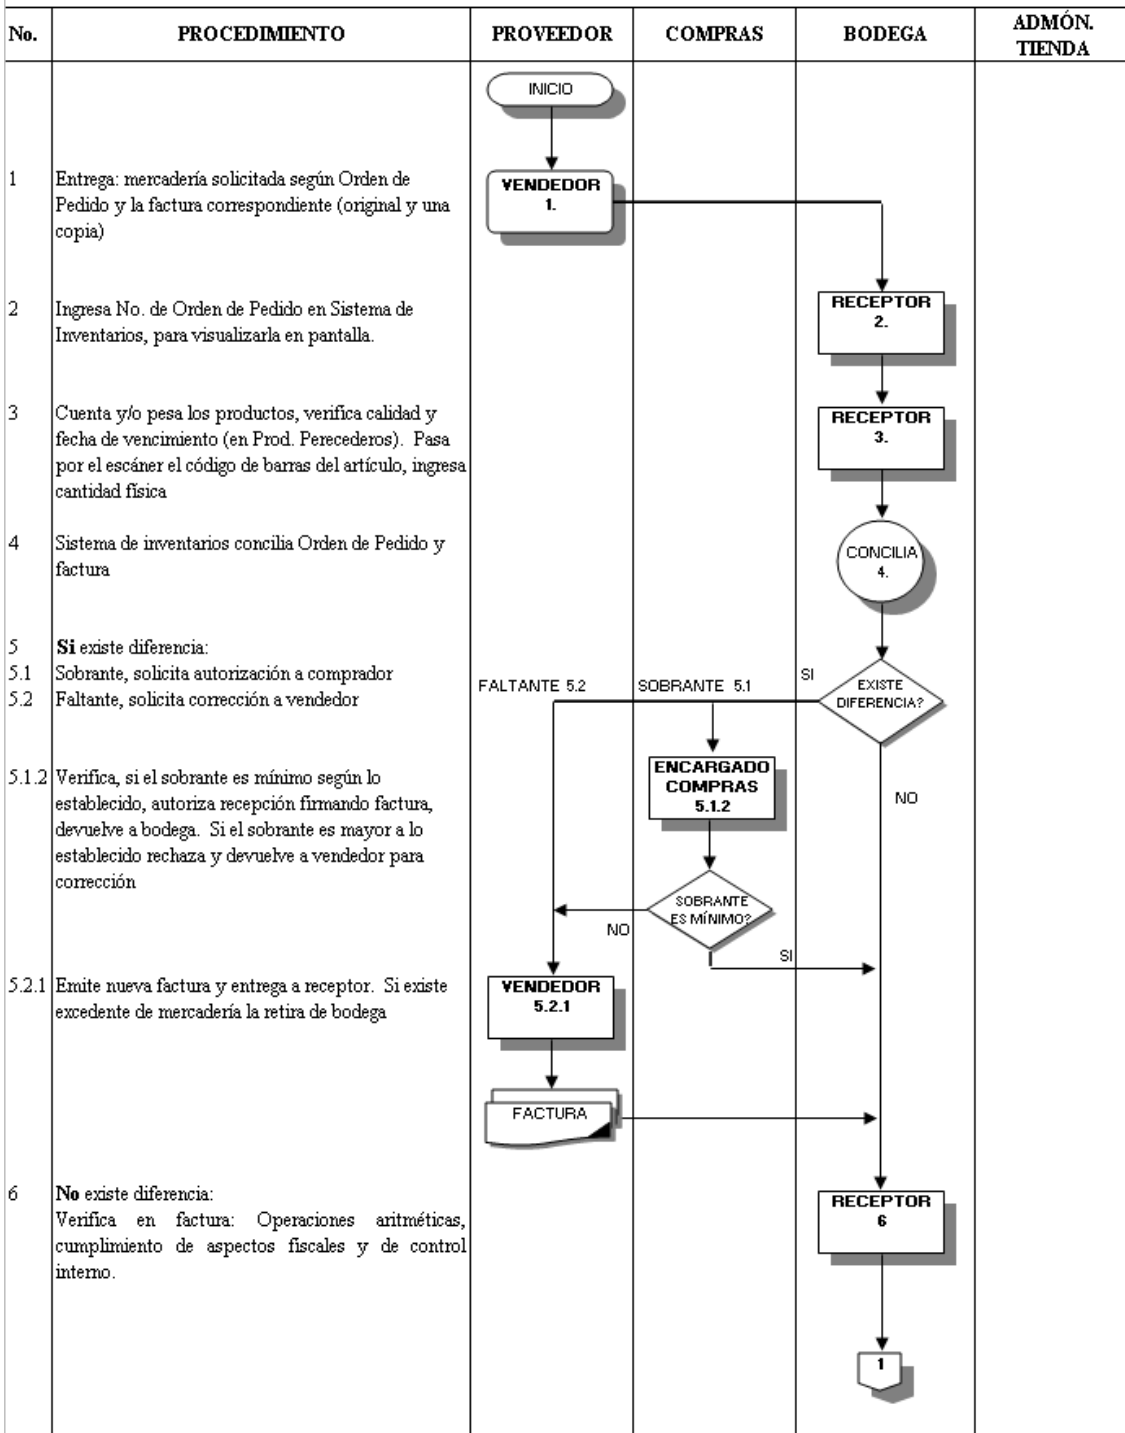 No.
PROCEDIMIENTO
PROVEEDOR
COMPRAS
BODEGA
ADMÓN.
TIENDA
INICIO
1
Entrega: mercadería solicitada según Orden de
Pedido y la factura correspondiente (original y una
copia)
VENDEDOR
1.
2
Ingresa No. de Orden de Pedido en Sistema de
Inventarios, para visualizarla en pantalla.
RECEPTOR
2.
3
Cuenta y/o pesa los productos, verifica calidad y
fecha de vencimiento (en Prod. Perecederos). Pasa
por el escáner el código de barras del artículo, ingresa
cantidad física
RECEPTOR
3.
4
Sistema de inventarios concilia Orden de Pedido y
factura
CONCILIA
4.
5
Si existe diferencia:
5.1
Sobrante, solicita autorización a comprador
5.2
Faltante, solicita corrección a vendedor
FALTANTE 5.2
SOBRANTE 5.1
SI
EXISTE
DIFERENCIA?
5.1.2
Verifica, si el sobrante es mínimo según lo
establecido, autoriza recepción firmando factura,
devuelve a bodega. Si el sobrante es mayor a lo
establecido rechaza y devuelve a vendedor para
corrección
ENCARGADO
COMPRAS
5.1.2
NO
SOBRANTE
ES MÍNIMO?
NO
SI
5.2.1
Emite nueva factura y entrega a receptor. Si existe
excedente de mercadería la retira de bodega
VENDEDOR
5.2.1
FACTURA
6
No existe diferencia:
Verifica en factura: Operaciones aritméticas,
cumplimiento de aspectos fiscales y de control
interno.
RECEPTOR
6
1